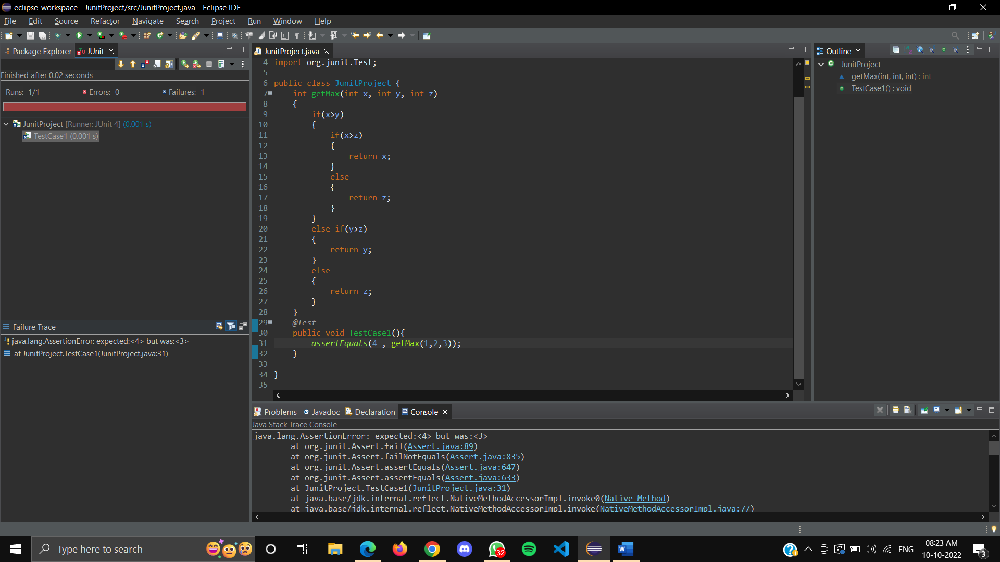 eclipse-workspace - JunitProject/src/JunitProject.java - Eclipse IDE
File Edit Source Refactor Navigate Search Project Run Window Help
Package Explorer JUnit
Finished after 0.02 seconds
Runs: 1/1 Errors: 0 Failures: 1
JunitProject [Runner: JUnit 4] (0.001 s)
TestCase1 (0.001 s)
Failure Trace
java.lang.AssertionError: expected:<4> but was:<3>
at JunitProject.TestCase1(JunitProject.java:31)
JunitProject.java
4 import org.junit.Test;
5
6 public class JunitProject {
7 int getMax(int x, int y, int z)
8 {
9 if(x>y)
10 {
11 if(x>z)
12 {
13 return x;
14 }
15 else
16 {
17 return z;
18 }
19 }
20 else if(y>z)
21 {
22 return y;
23 }
24 else
25 {
26 return z;
27 }
28 }
29 @Test
30 public void TestCase1(){
31 assertEquals(4 , getMax(1,2,3));
32 }
33
34 }
35
Outline
JunitProject
getMax(int, int, int) : int
TestCase1() : void
Problems Javadoc Declaration Console
Java Stack Trace Console
java.lang.AssertionError: expected:<4> but was:<3>
at org.junit.Assert.fail(Assert.java:89)
at org.junit.Assert.failNotEquals(Assert.java:835)
at org.junit.Assert.assertEquals(Assert.java:647)
at org.junit.Assert.assertEquals(Assert.java:633)
at JunitProject.TestCase1(JunitProject.java:31)
at java.base/jdk.internal.reflect.NativeMethodAccessorImpl.invoke0(Native Method)
at java.base/jdk.internal.reflect.NativeMethodAccessorImpl.invoke(NativeMethodAccessorImpl.java:77)
Type here to search
32
ENG
08:23 AM
10-10-2022
3